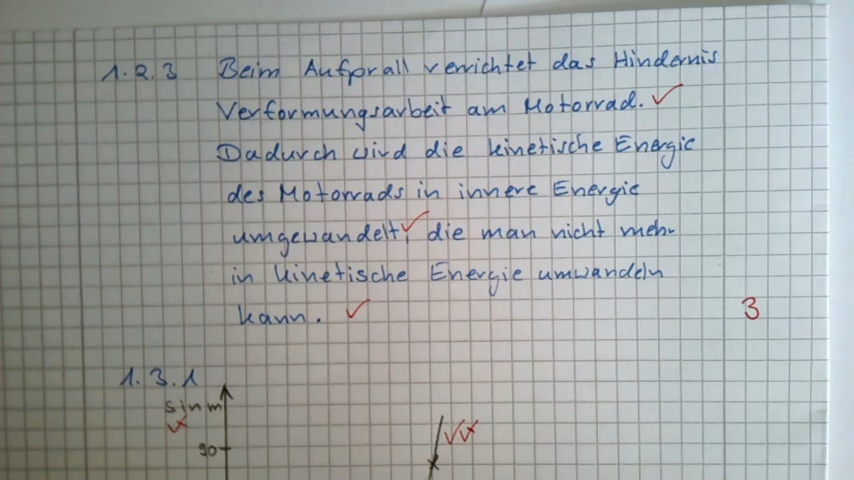 1.2.3 Beim Aufprall verrichtet das Hindernis
Verformungsarbeit am Motorrad. ✓
Dadurch wird die kinetische Energie
des Motorrads in innere Energie
umgewandelt, ✓ die man nicht mehr
in kinetische Energie umwandeln
kann. ✓
3
1.3.1
s in m
90